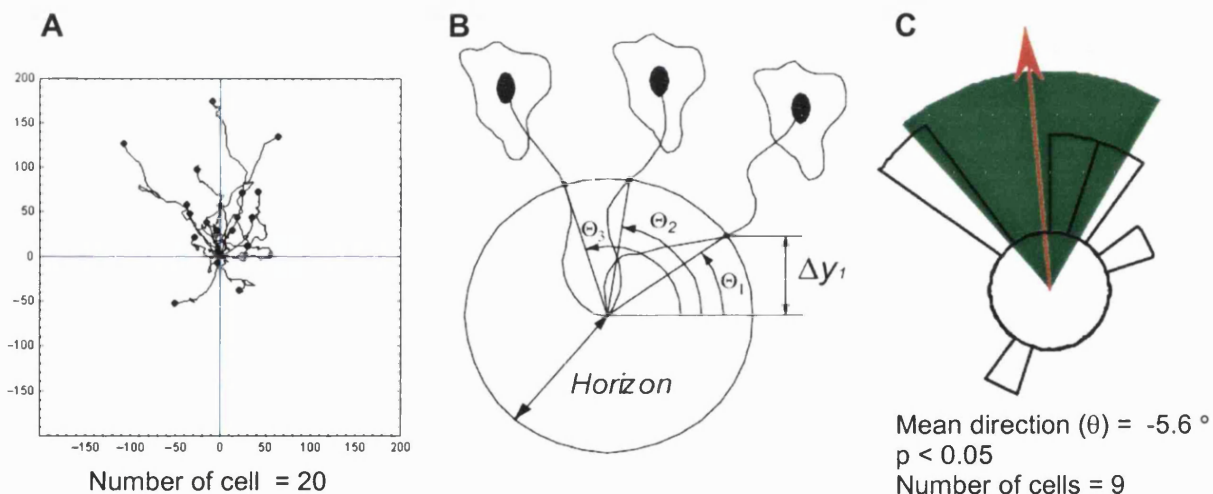 A
200
150
100
50
0
−50
−100
−150
−150 −100 −50 0 50 100 150 200
Number of cell = 20
B
Θ3
Θ2
Θ1
Δy1
Horizon
C
Mean direction (θ) = -5.6 °
p < 0.05
Number of cells = 9